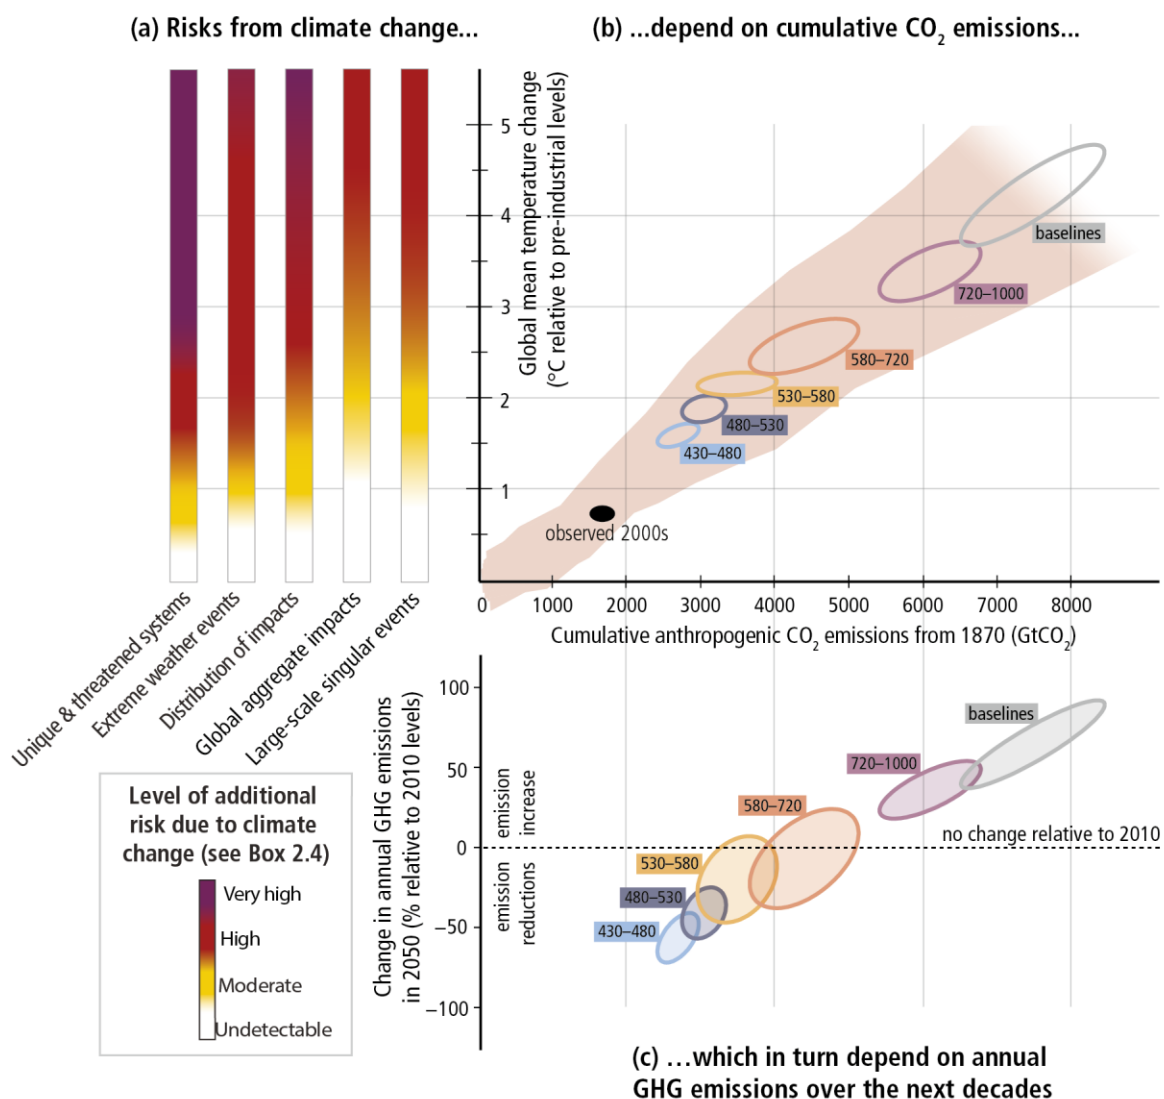 (a) Risks from climate change...
(b) ...depend on cumulative CO2 emissions...
Global mean temperature change
(°C relative to pre-industrial levels)
5
4
3
2
1
baselines
720–1000
580–720
530–580
480–530
430–480
observed 2000s
0
1000
2000
3000
4000
5000
6000
7000
8000
Cumulative anthropogenic CO2 emissions from 1870 (GtCO2)
Unique & threatened systems
Extreme weather events
Distribution of impacts
Global aggregate impacts
Large-scale singular events
Level of additional
risk due to climate
change (see Box 2.4)
Very high
High
Moderate
Undetectable
Change in annual GHG emissions
in 2050 (% relative to 2010 levels)
100
50
0
−50
−100
emission
increase
emission
reductions
baselines
720–1000
580–720
no change relative to 2010
530–580
480–530
430–480
(c) ...which in turn depend on annual
GHG emissions over the next decades